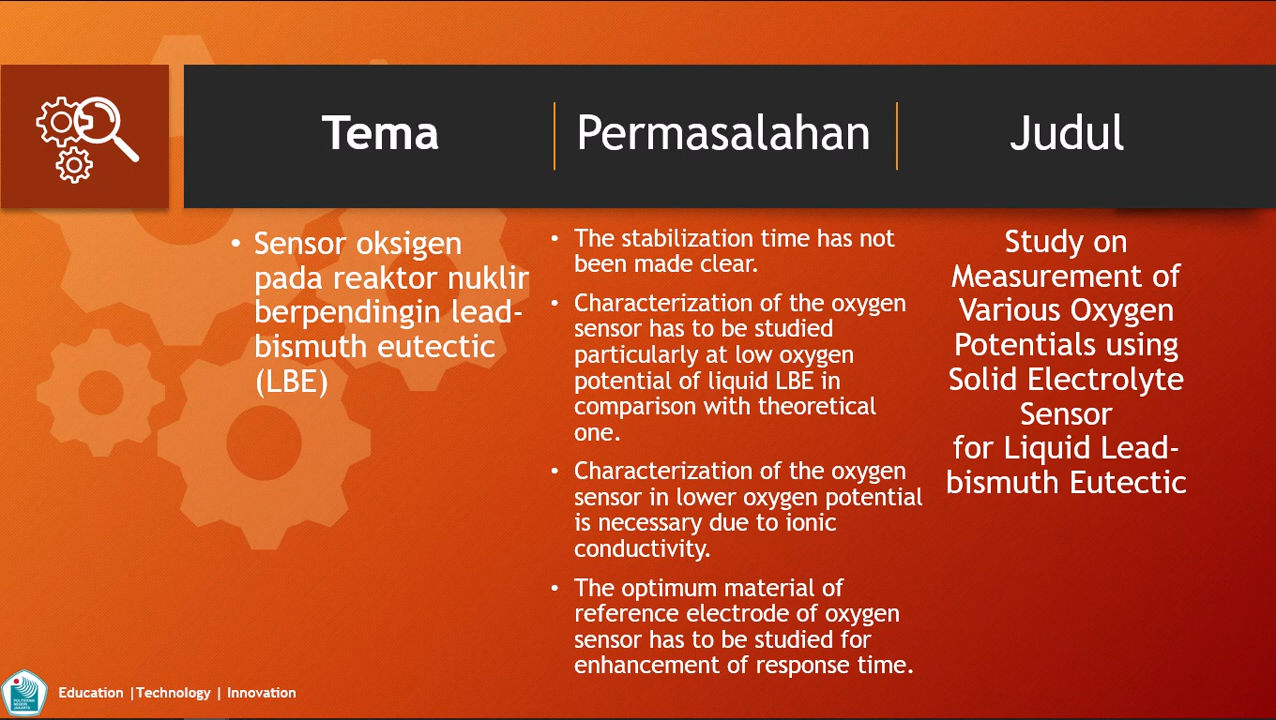 Tema
Permasalahan
Judul
• Sensor oksigen
pada reaktor nuklir
berpendingin lead-
bismuth eutectic
(LBE)
• The stabilization time has not
been made clear.
• Characterization of the oxygen
sensor has to be studied
particularly at low oxygen
potential of liquid LBE in
comparison with theoretical
one.
• Characterization of the oxygen
sensor in lower oxygen potential
is necessary due to ionic
conductivity.
• The optimum material of
reference electrode of oxygen
sensor has to be studied for
enhancement of response time.
Study on
Measurement of
Various Oxygen
Potentials using
Solid Electrolyte
Sensor
for Liquid Lead-
bismuth Eutectic
POLITEKNIK
NEGERI
JAKARTA
Education |Technology | Innovation